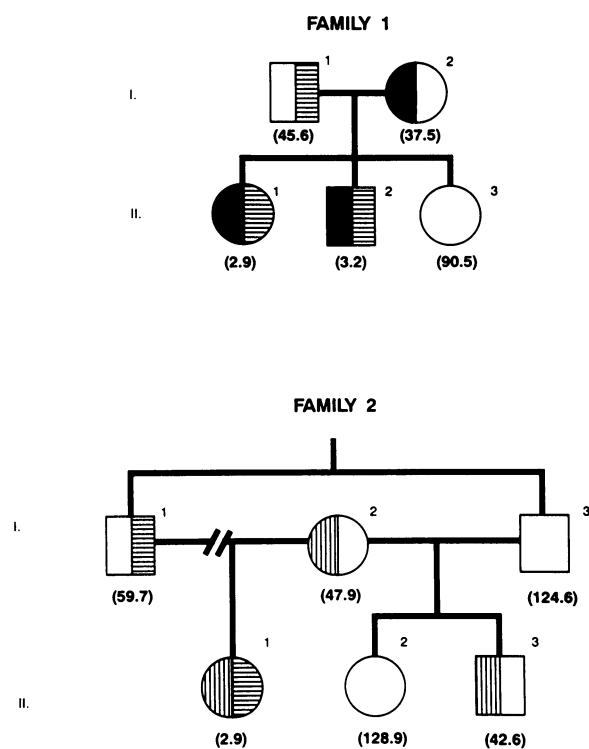 FAMILY 1
I. 1 2
(45.6) (37.5)
II. 1 2 3
(2.9) (3.2) (90.5)
FAMILY 2
I. 1 2 3
(59.7) (47.9) (124.6)
1 2 3
II.
(2.9) (128.9) (42.6)